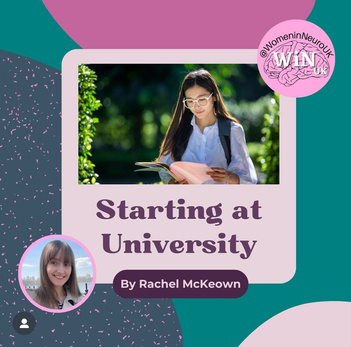 @WomeninNeuroUK
WiN
UK
Starting at
University
By Rachel McKeown